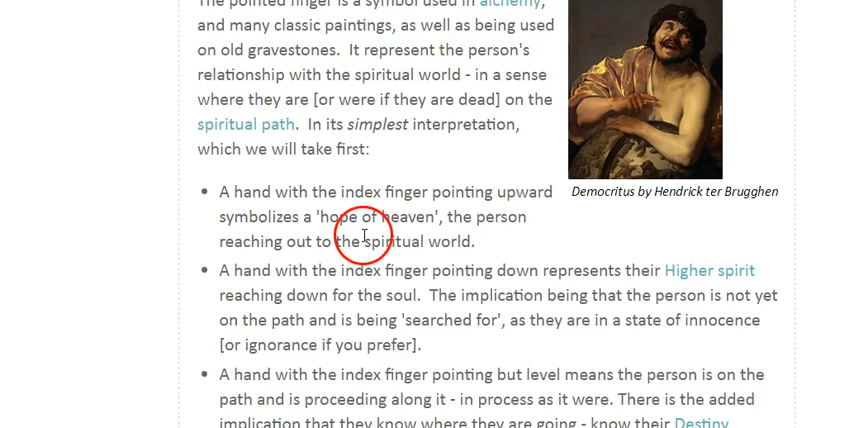 The pointed finger is a symbol used in alchemy,
and many classic paintings, as well as being used
on old gravestones. It represent the person's
relationship with the spiritual world - in a sense
where they are [or were if they are dead] on the
spiritual path. In its simplest interpretation,
which we will take first:
Democritus by Hendrick ter Brugghen
• A hand with the index finger pointing upward
symbolizes a 'hope of heaven', the person
reaching out to the spiritual world.
• A hand with the index finger pointing down represents their Higher spirit
reaching down for the soul. The implication being that the person is not yet
on the path and is being 'searched for', as they are in a state of innocence
[or ignorance if you prefer].
• A hand with the index finger pointing but level means the person is on the
path and is proceeding along it - in process as it were. There is the added
implication that they know where they are going - know their Destiny